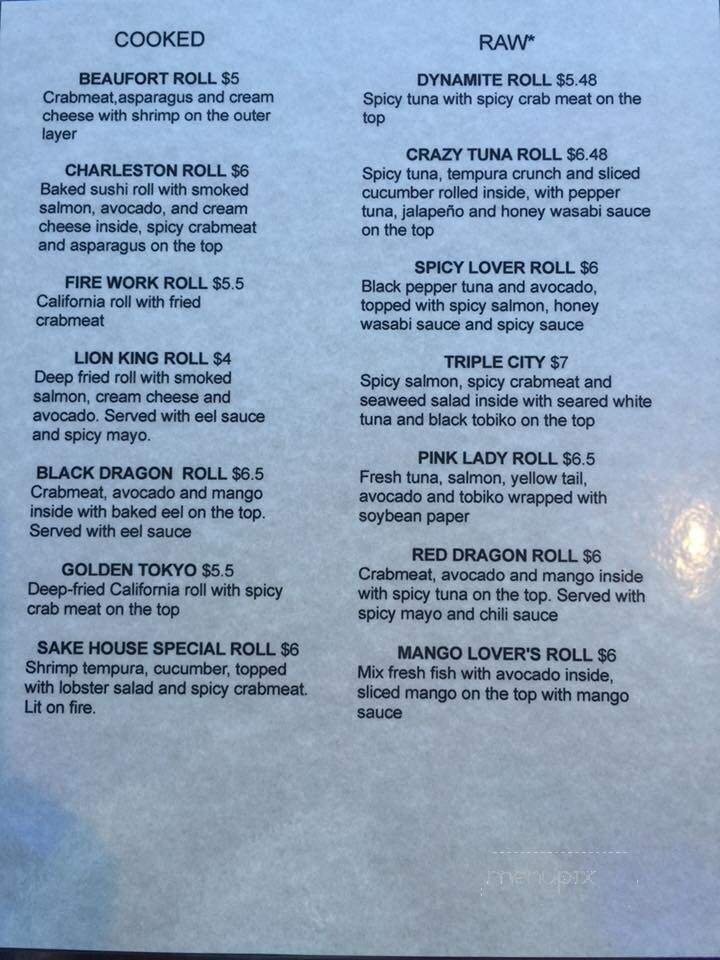 COOKED
BEAUFORT ROLL $5
Crabmeat,asparagus and cream
cheese with shrimp on the outer
layer
CHARLESTON ROLL $6
Baked sushi roll with smoked
salmon, avocado, and cream
cheese inside, spicy crabmeat
and asparagus on the top
FIRE WORK ROLL $5.5
California roll with fried
crabmeat
LION KING ROLL $4
Deep fried roll with smoked
salmon, cream cheese and
avocado. Served with eel sauce
and spicy mayo.
BLACK DRAGON ROLL $6.5
Crabmeat, avocado and mango
inside with baked eel on the top.
Served with eel sauce
GOLDEN TOKYO $5.5
Deep-fried California roll with spicy
crab meat on the top
SAKE HOUSE SPECIAL ROLL $6
Shrimp tempura, cucumber, topped
with lobster salad and spicy crabmeat.
Lit on fire.
RAW*
DYNAMITE ROLL $5.48
Spicy tuna with spicy crab meat on the
top
CRAZY TUNA ROLL $6.48
Spicy tuna, tempura crunch and sliced
cucumber rolled inside, with pepper
tuna, jalapeño and honey wasabi sauce
on the top
SPICY LOVER ROLL $6
Black pepper tuna and avocado,
topped with spicy salmon, honey
wasabi sauce and spicy sauce
TRIPLE CITY $7
Spicy salmon, spicy crabmeat and
seaweed salad inside with seared white
tuna and black tobiko on the top
PINK LADY ROLL $6.5
Fresh tuna, salmon, yellow tail,
avocado and tobiko wrapped with
soybean paper
RED DRAGON ROLL $6
Crabmeat, avocado and mango inside
with spicy tuna on the top. Served with
spicy mayo and chili sauce
MANGO LOVER'S ROLL $6
Mix fresh fish with avocado inside,
sliced mango on the top with mango
sauce
menupix